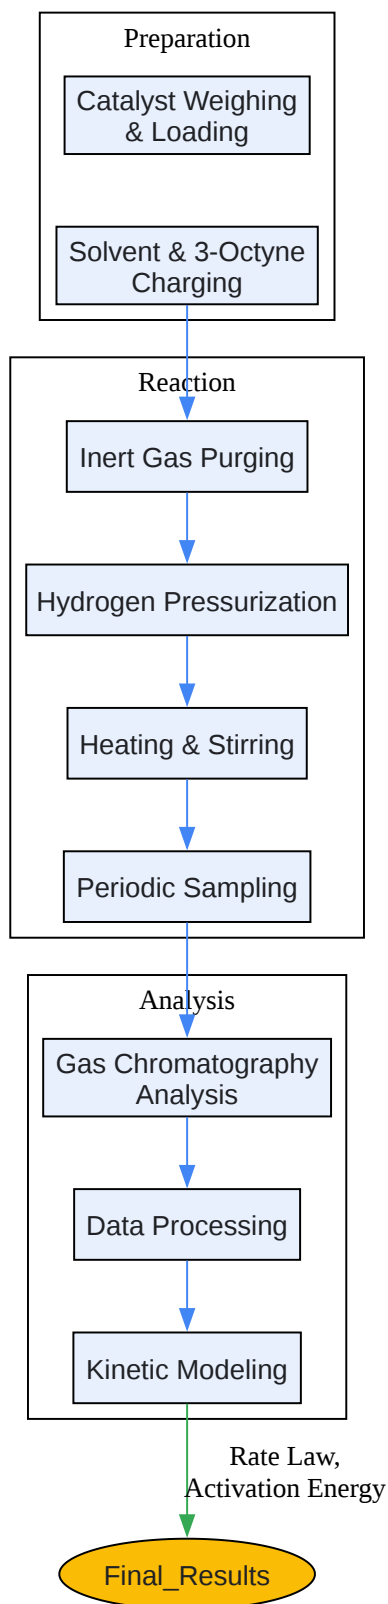 Preparation
Catalyst Weighing
& Loading
Solvent & 3-Octyne
Charging
Reaction
Inert Gas Purging
Hydrogen Pressurization
Heating & Stirring
Periodic Sampling
Analysis
Gas Chromatography
Analysis
Data Processing
Kinetic Modeling
Rate Law,
Activation Energy
Final_Results